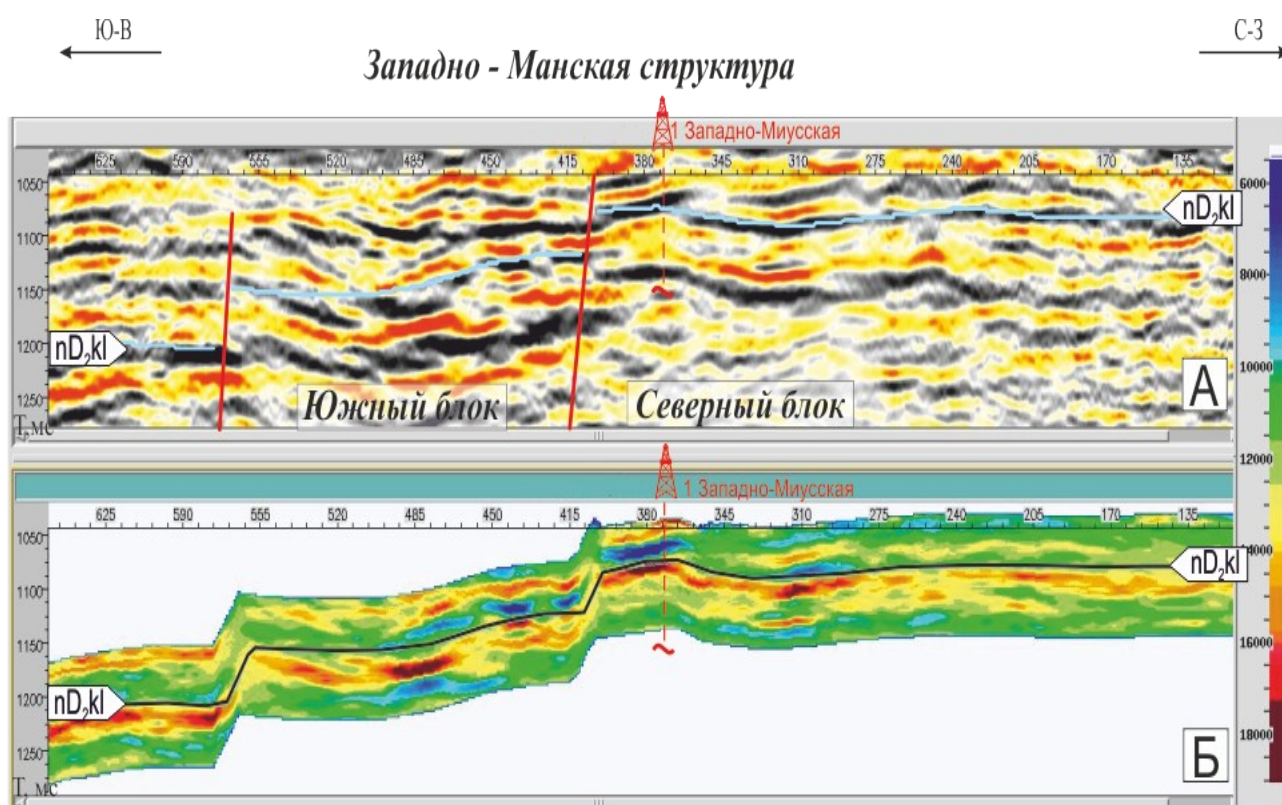 Ю-В
С-З
Западно - Манская структура
1 Западно-Миусская
625 590 555 520 485 450 415 380 345 310 275 240 205 170 135
1050
1100
1150
1200
1250
Т, мс
nD₂kl
nD₂kl
Южный блок
Северный блок
А
6000
8000
10000
12000
14000
16000
18000
1 Западно-Миусская
625 590 555 520 485 450 415 380 345 310 275 240 205 170 135
1050
1100
1150
1200
1250
Т, мс
nD₂kl
nD₂kl
Б